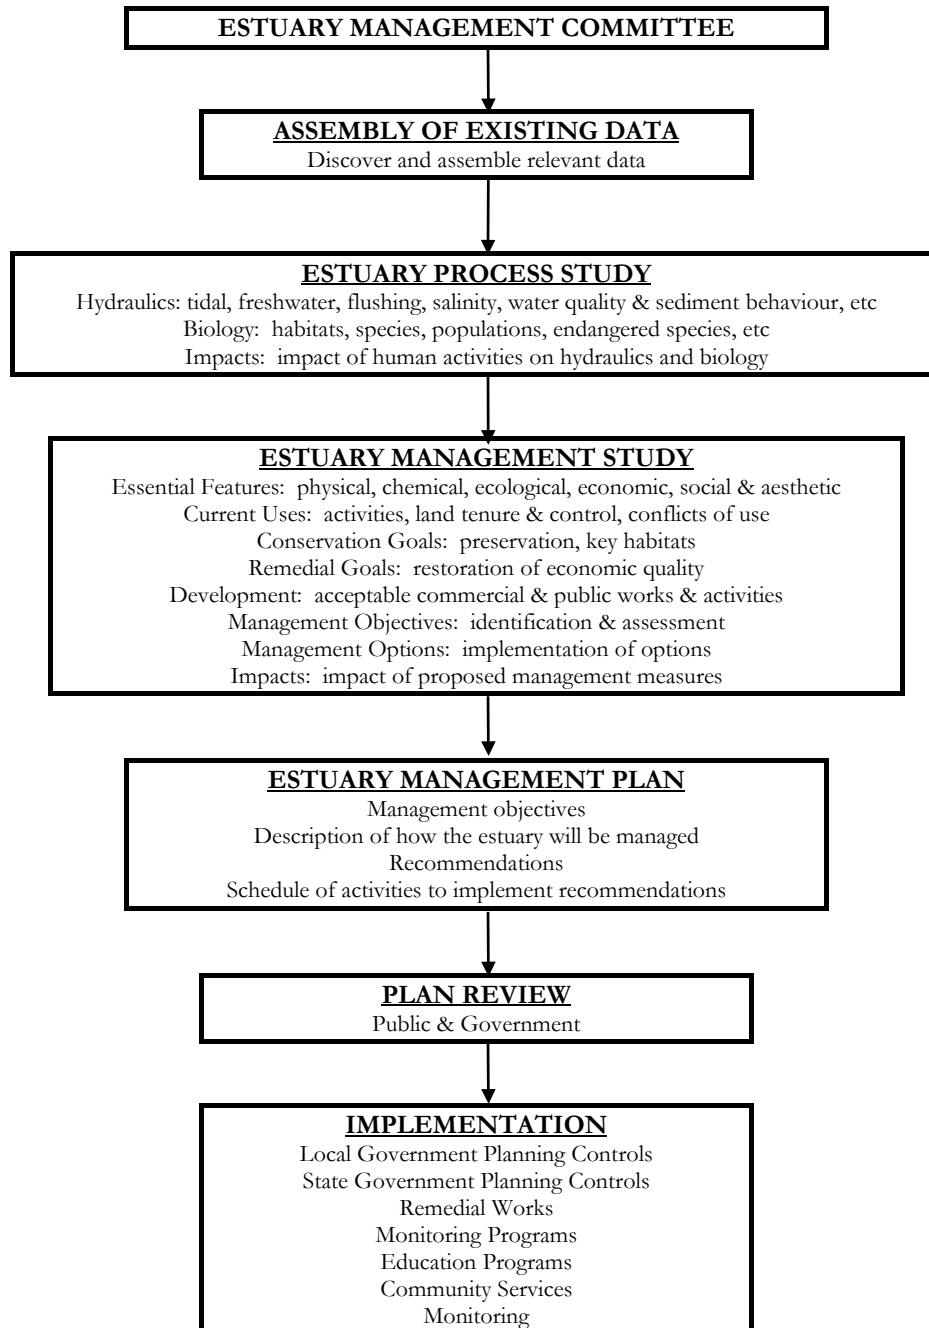 ESTUARY MANAGEMENT COMMITTEE
ASSEMBLY OF EXISTING DATA
Discover and assemble relevant data
ESTUARY PROCESS STUDY
Hydraulics: tidal, freshwater, flushing, salinity, water quality & sediment behaviour, etc
Biology: habitats, species, populations, endangered species, etc
Impacts: impact of human activities on hydraulics and biology
ESTUARY MANAGEMENT STUDY
Essential Features: physical, chemical, ecological, economic, social & aesthetic
Current Uses: activities, land tenure & control, conflicts of use
Conservation Goals: preservation, key habitats
Remedial Goals: restoration of economic quality
Development: acceptable commercial & public works & activities
Management Objectives: identification & assessment
Management Options: implementation of options
Impacts: impact of proposed management measures
ESTUARY MANAGEMENT PLAN
Management objectives
Description of how the estuary will be managed
Recommendations
Schedule of activities to implement recommendations
PLAN REVIEW
Public & Government
IMPLEMENTATION
Local Government Planning Controls
State Government Planning Controls
Remedial Works
Monitoring Programs
Education Programs
Community Services
Monitoring